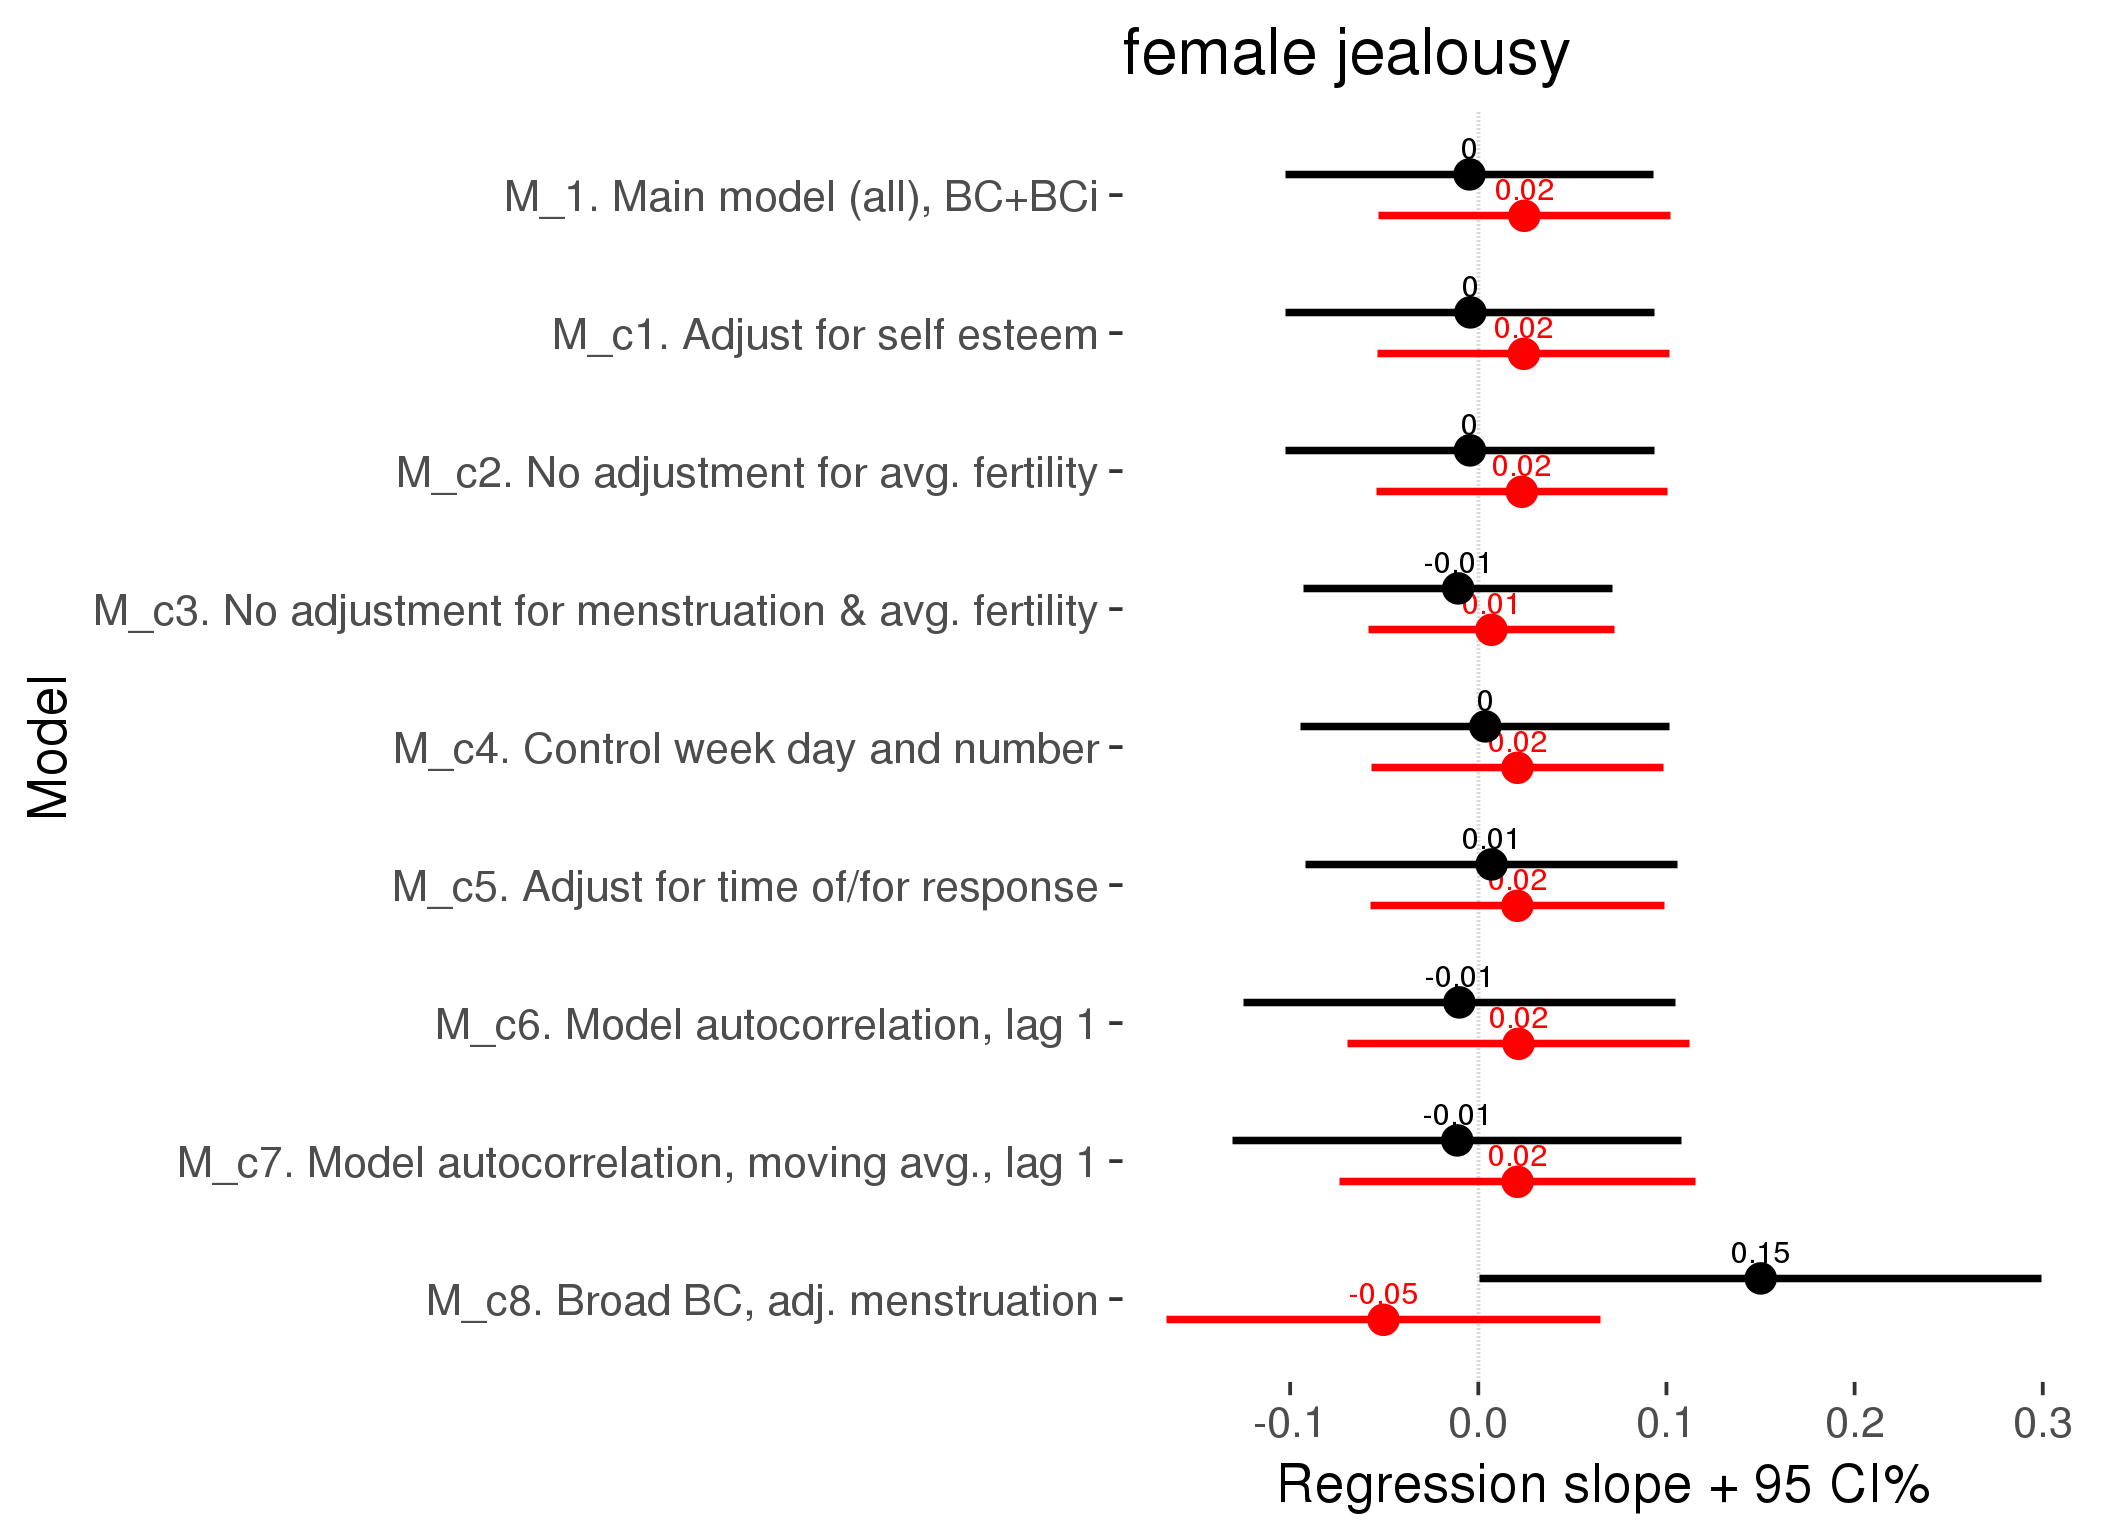 female jealousy
Model
M_1. Main model (all), BC+BCi
0
0.02
M_c1. Adjust for self esteem
0
0.02
M_c2. No adjustment for avg. fertility
0
0.02
M_c3. No adjustment for menstruation & avg. fertility
-0.01
0.01
M_c4. Control week day and number
0
0.02
M_c5. Adjust for time of/for response
0.01
0.02
M_c6. Model autocorrelation, lag 1
-0.01
0.02
M_c7. Model autocorrelation, moving avg., lag 1
-0.01
0.02
M_c8. Broad BC, adj. menstruation
0.15
-0.05
-0.1 0.0 0.1 0.2 0.3
Regression slope + 95 CI%